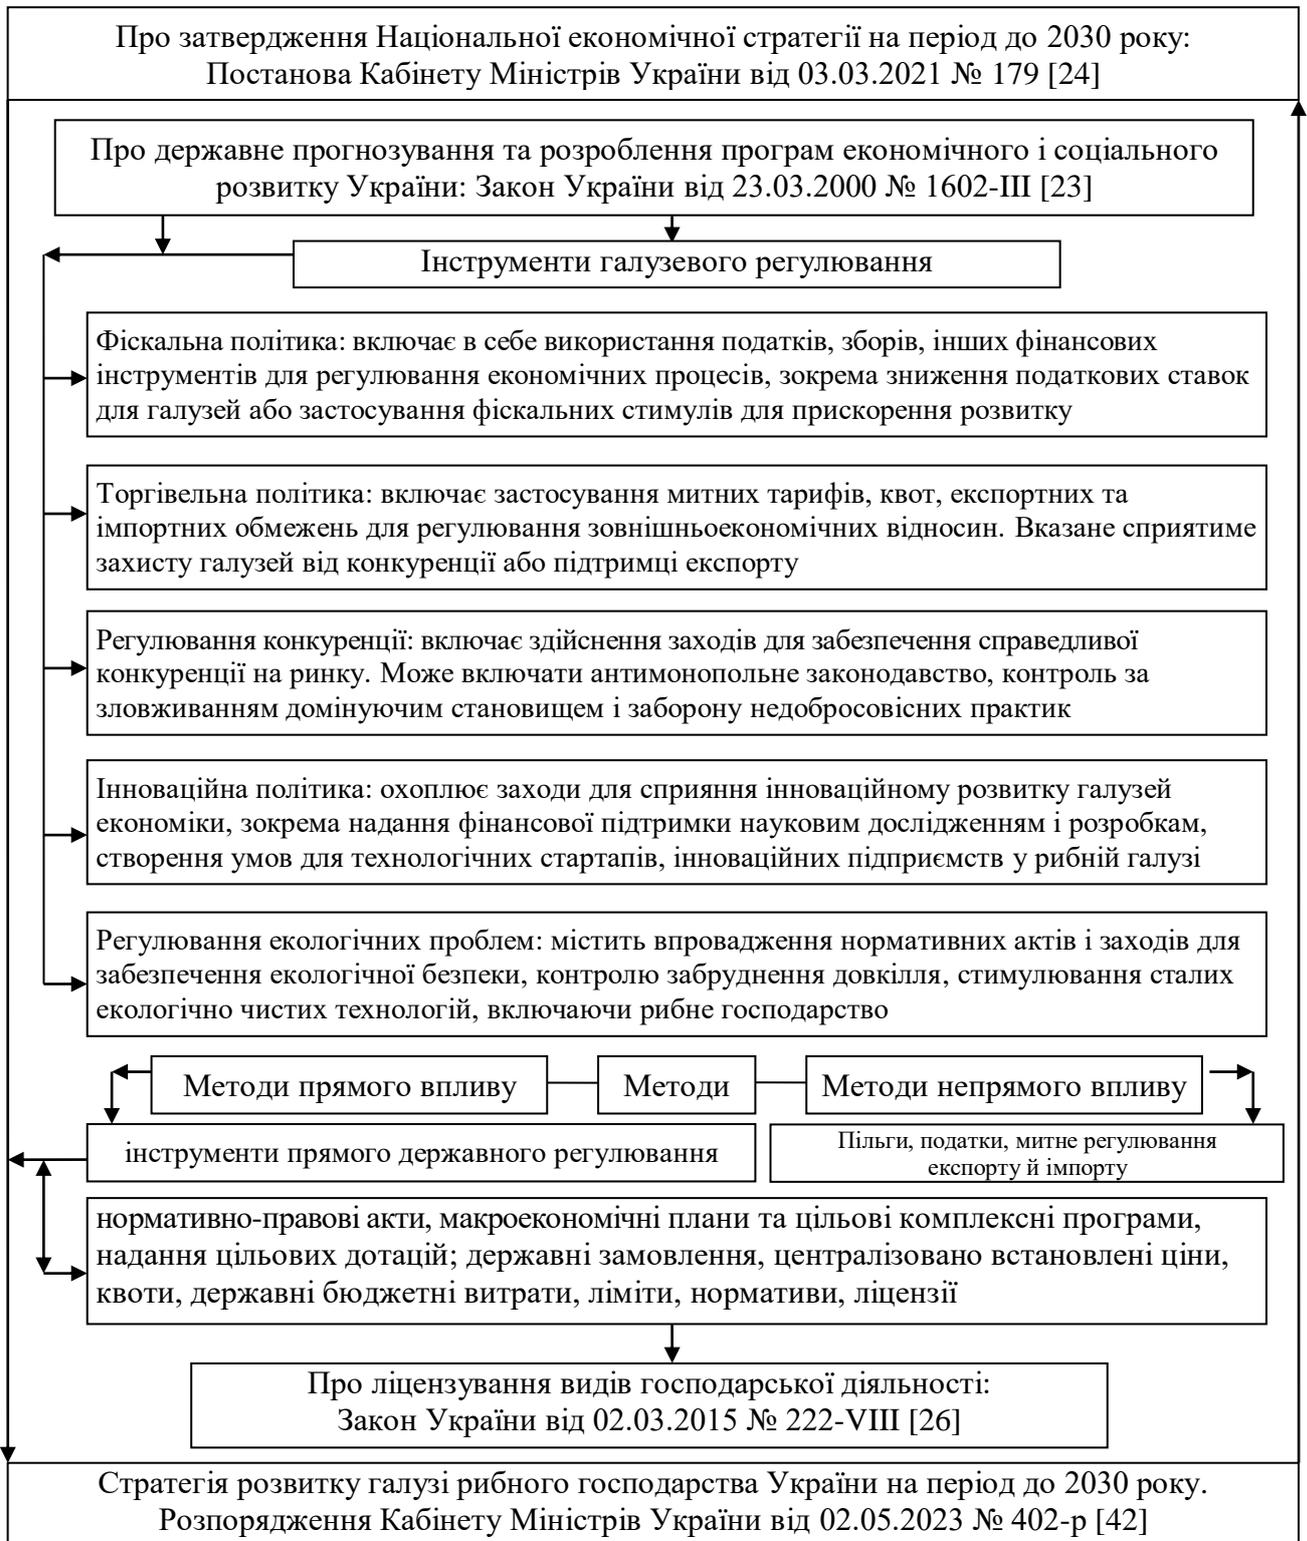 Про затвердження Національної економічної стратегії на період до 2030 року:
Постанова Кабінету Міністрів України від 03.03.2021 № 179 [24]
Про державне прогнозування та розроблення програм економічного і соціального
розвитку України: Закон України від 23.03.2000 № 1602-III [23]
Інструменти галузевого регулювання
Фіскальна політика: включає в себе використання податків, зборів, інших фінансових
інструментів для регулювання економічних процесів, зокрема зниження податкових ставок
для галузей або застосування фіскальних стимулів для прискорення розвитку
Торгівельна політика: включає застосування митних тарифів, квот, експортних та
імпортних обмежень для регулювання зовнішньоекономічних відносин. Вказане сприятиме
захисту галузей від конкуренції або підтримці експорту
Регулювання конкуренції: включає здійснення заходів для забезпечення справедливої
конкуренції на ринку. Може включати антимонопольне законодавство, контроль за
зловживанням домінуючим становищем і заборону недобросовісних практик
Інноваційна політика: охоплює заходи для сприяння інноваційному розвитку галузей
економіки, зокрема надання фінансової підтримки науковим дослідженням і розробкам,
створення умов для технологічних стартапів, інноваційних підприємств у рибній галузі
Регулювання екологічних проблем: містить впровадження нормативних актів і заходів для
забезпечення екологічної безпеки, контролю забруднення довкілля, стимулювання сталих
екологічно чистих технологій, включаючи рибне господарство
Методи прямого впливу
Методи
Методи непрямого впливу
інструменти прямого державного регулювання
Пільги, податки, митне регулювання
експорту й імпорту
нормативно-правові акти, макроекономічні плани та цільові комплексні програми,
надання цільових дотацій; державні замовлення, централізовано встановлені ціни,
квоти, державні бюджетні витрати, ліміти, нормативи, ліцензії
Про ліцензування видів господарської діяльності:
Закон України від 02.03.2015 № 222-VIII [26]
Стратегія розвитку галузі рибного господарства України на період до 2030 року.
Розпорядження Кабінету Міністрів України від 02.05.2023 № 402-р [42]